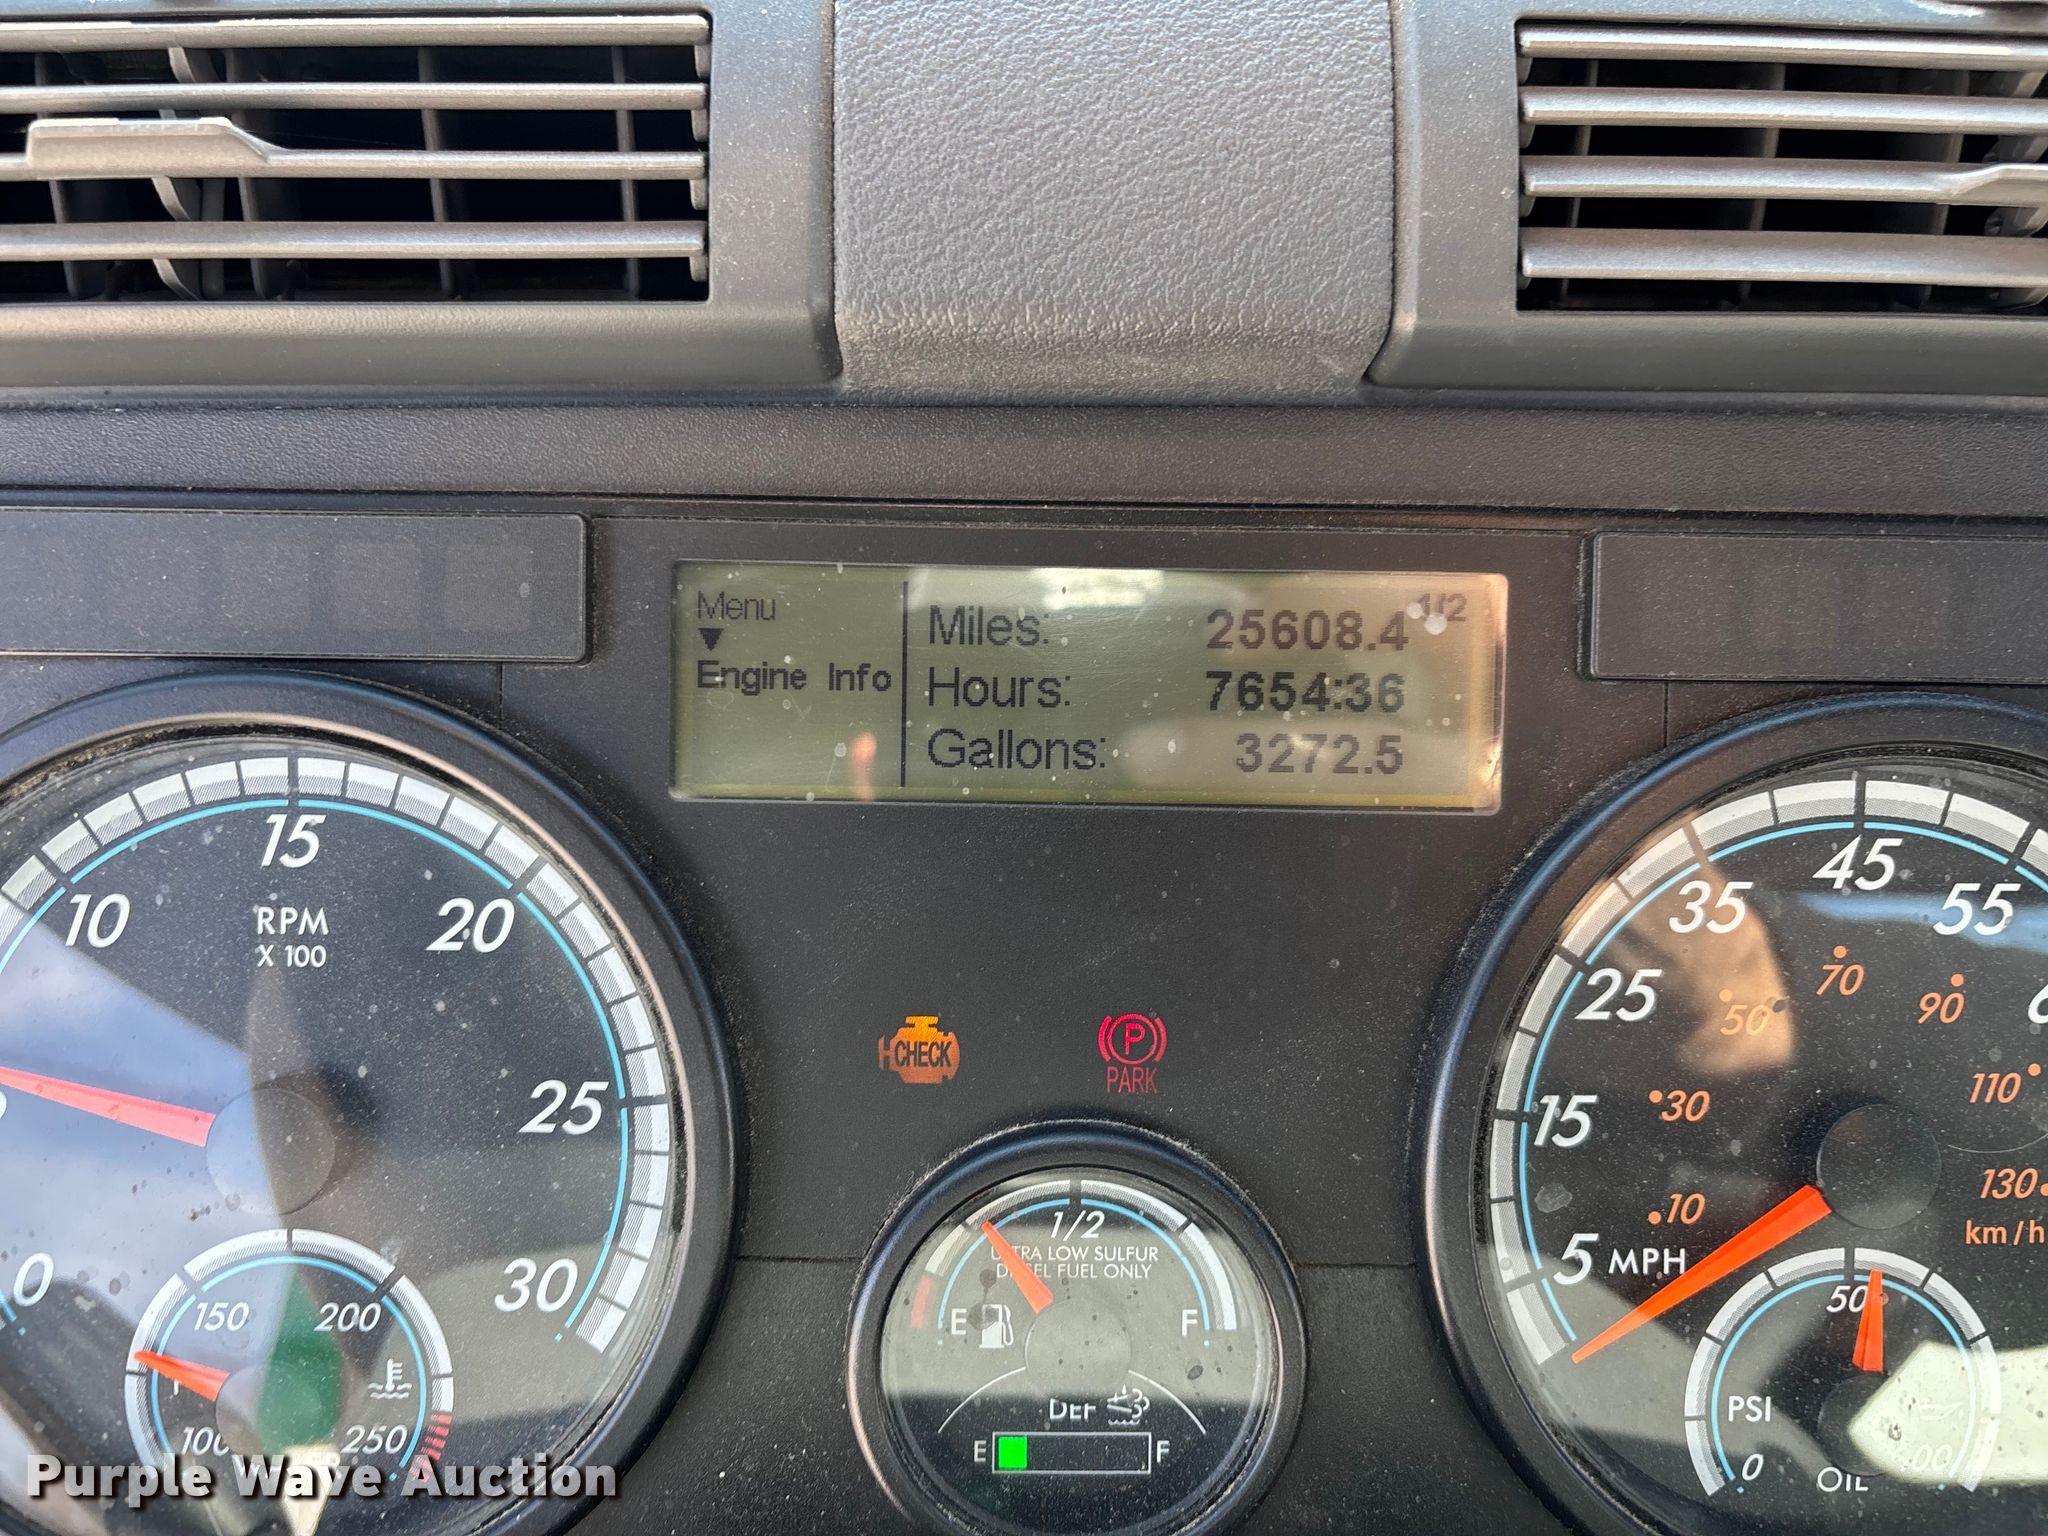 Menu
Engine Info
Miles: 25608.4 1/2
Hours: 7654:36
Gallons: 3272.5
15
10
20
RPM
X 100
25
0
30
150
200
250
CHECK
P
PARK
1/2
ULTRA LOW SULFUR
DIESEL FUEL ONLY
E
F
DEF
E
F
45
35
55
25
70
50
90
15
30
110
10
130
km/h
5 MPH
50
PSI
0
OIL
Purple Wave Auction